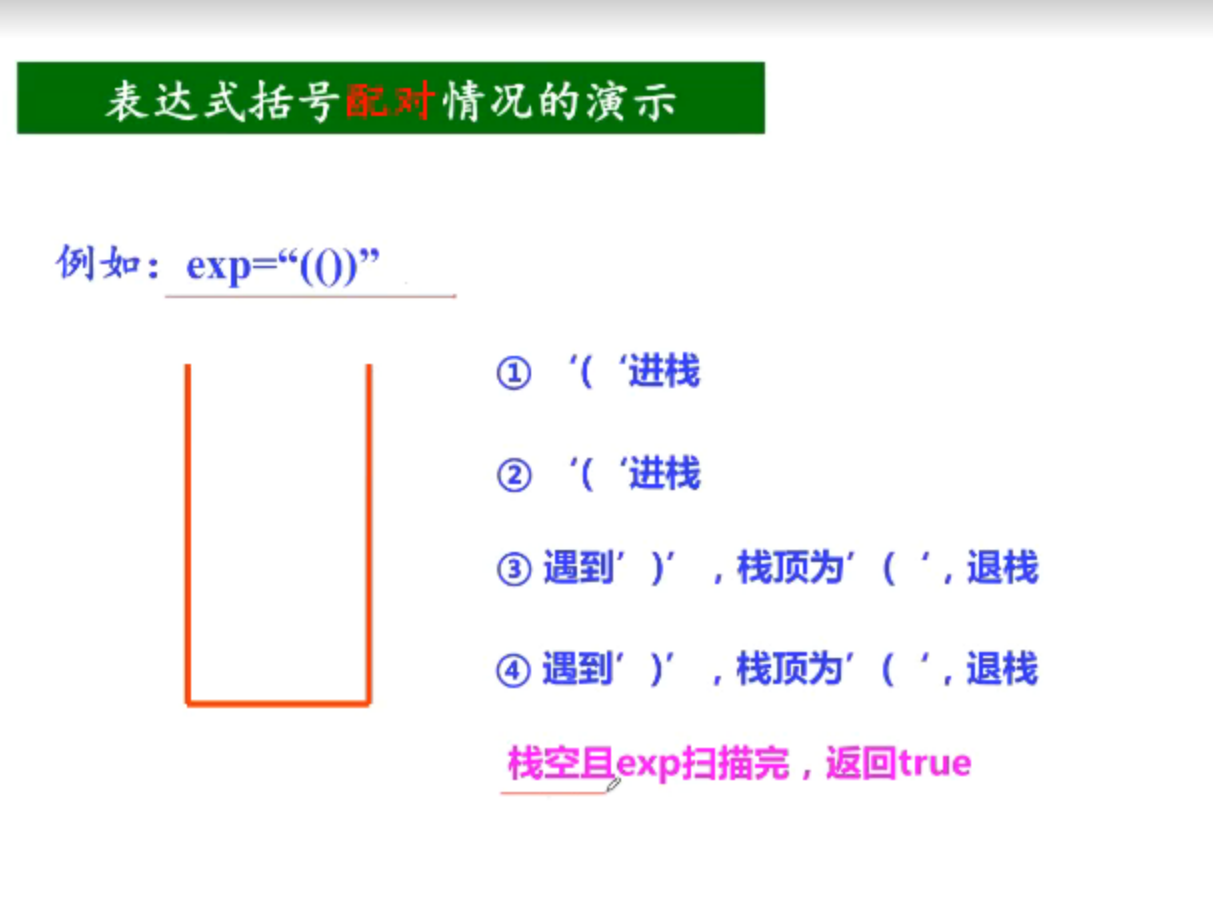 表达式括号配对情况的演示
例如：exp=“(())”
① ‘( ‘进栈
② ‘( ‘进栈
③ 遇到’ )’ ，栈顶为’ ( ‘，退栈
④ 遇到’ )’ ，栈顶为’ ( ‘，退栈
栈空且exp扫描完，返回true